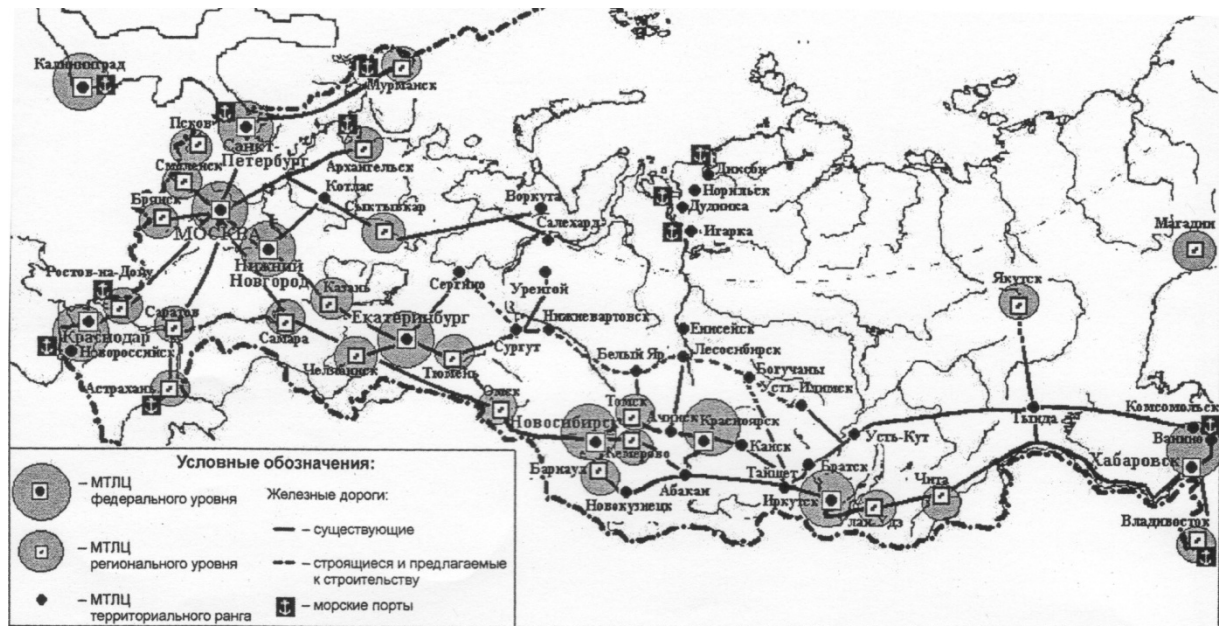 Калининград
Мурманск
Псков
Санкт-
Петербург
Смоленск
Архангельск
Брянск
Котлас
Сыктывкар
Воркута
Салехард
МОСКВА
Нижний
Новгород
Диксон
Норильск
Дудинка
Игарка
Магадан
Ростов-на-Дону
Казань
Сергино
Уренгой
Якутск
Саратов
Екатеринбург
Краснодар
Новороссийск
Самара
Сургут
Нижневартовск
Енисейск
Астрахань
Челябинск
Тюмень
Белый Яр
Лесосибирск
Богучаны
Усть-Илимск
Омск
Новосибирск
Томск
Ачинск
Красноярск
Комсомольск
Тында
Ванино
Кемерово
Канск
Усть-Кут
Хабаровск
Барнаул
Новокузнецк
Абакан
Тайшет
Братск
Иркутск
Чита
Владивосток
Условные обозначения:
– МТЛЦ
федерального уровня
– МТЛЦ
регионального уровня
– МТЛЦ
территориального ранга
Железные дороги:
– существующие
– строящиеся и предлагаемые
к строительству
– морские порты